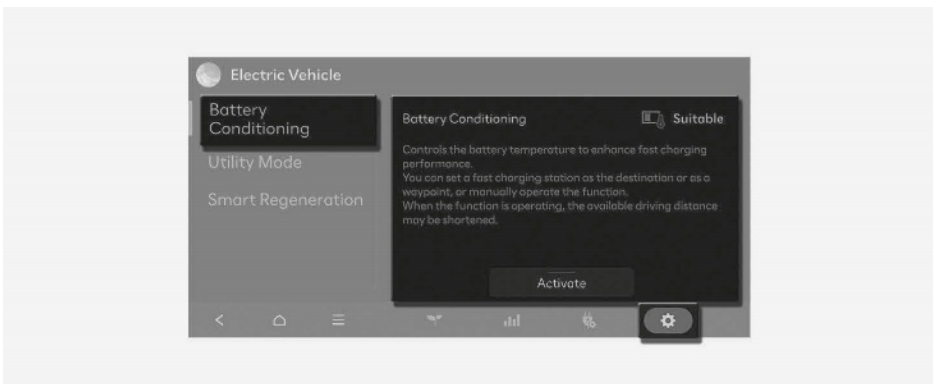 Electric Vehicle
Battery
Conditioning
Utility Mode
Smart Regeneration
Battery Conditioning
Suitable
Controls the battery temperature to enhance fast charging
performance.
You can set a fast charging station as the destination or as a
waypoint, or manually operate the function.
When the function is operating, the available driving distance
may be shortened.
Activate